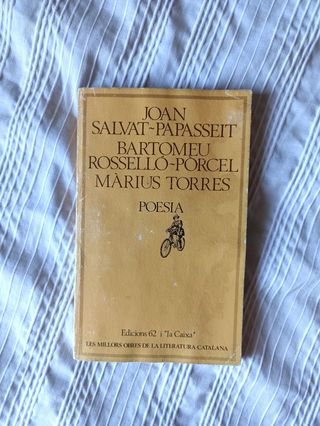 JOAN
SALVAT-PAPASSEIT
BARTOMEU
ROSSELLÓ-PÒRCEL
MÀRIUS TORRES
POESIA
Edicions 62 i "la Caixa"
LES MILLORS OBRES DE LA LITERATURA CATALANA